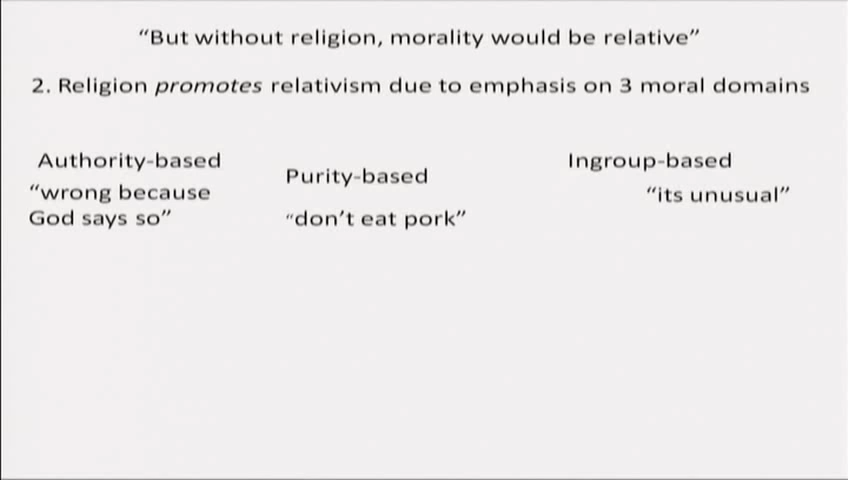 “But without religion, morality would be relative”
2. Religion promotes relativism due to emphasis on 3 moral domains
Authority-based
“wrong because
God says so”
Purity-based
“don’t eat pork”
Ingroup-based
“its unusual”